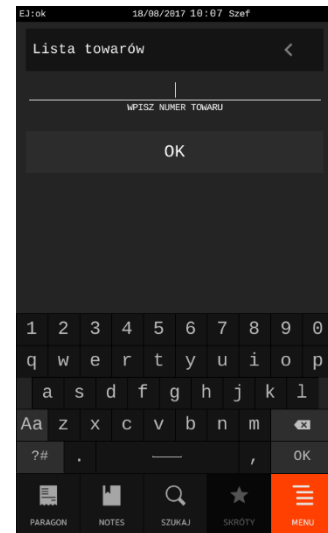 EJ:ok 18/08/2017 10:07 Szef
Lista towarów <
WPISZ NUMER TOWARU
OK
1 2 3 4 5 6 7 8 9 0
q w e r t y u i o p
a s d f g h j k l
Aa z x c v b n m
?# . , OK
PARAGON NOTES SZUKAJ SKRÓTY MENU